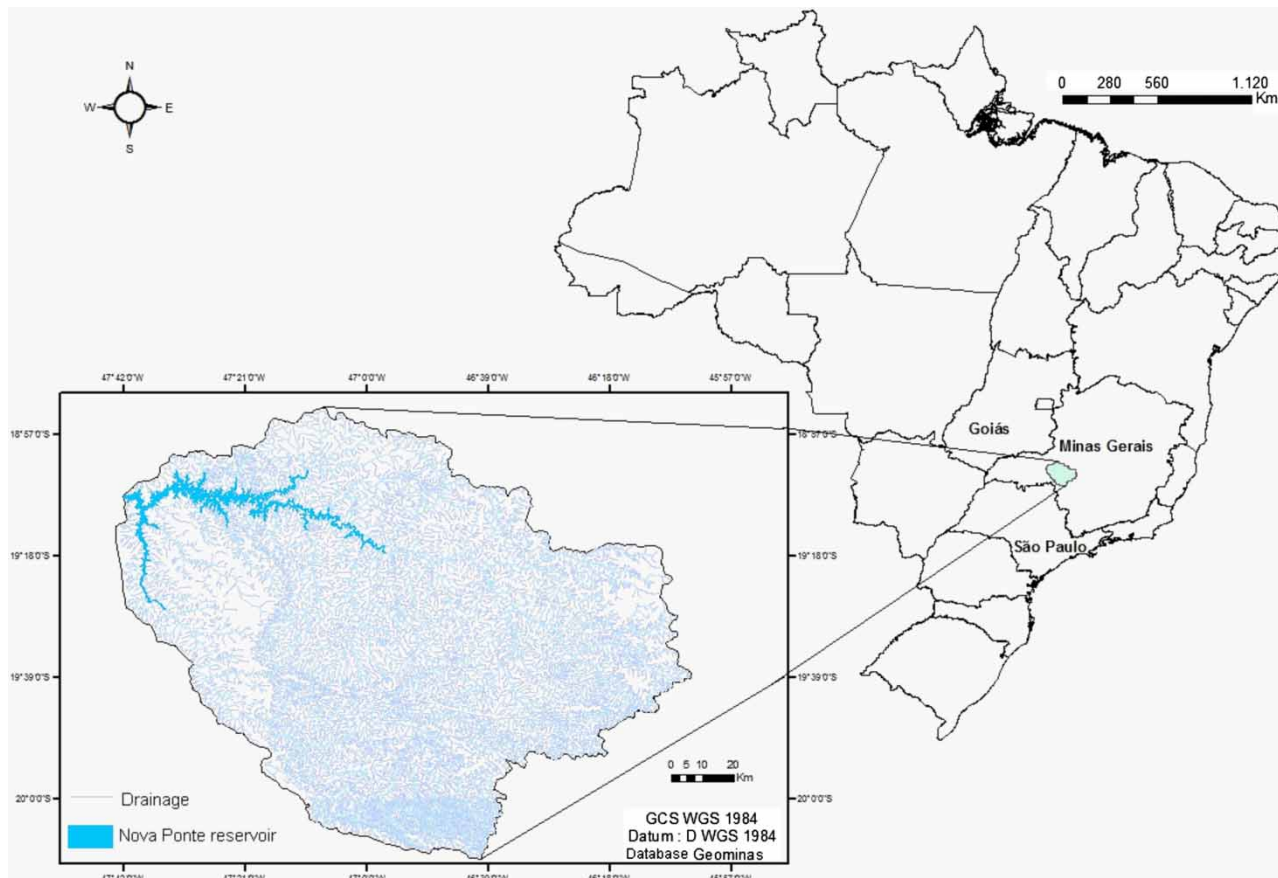 N
W E
S
0 280 560 1.120
Km
47°42'0"W 47°21'0"W 47°0'0"W 46°39'0"W 46°18'0"W 45°57'0"W
18°57'0"S
19°18'0"S 19°18'0"S
19°39'0"S 19°39'0"S
20°0'0"S 20°0'0"S
Goiás
Minas Gerais
São Paulo
0 5 10 20
Km
Drainage
Nova Ponte reservoir
GCS WGS 1984
Datum : D WGS 1984
Database Geominas